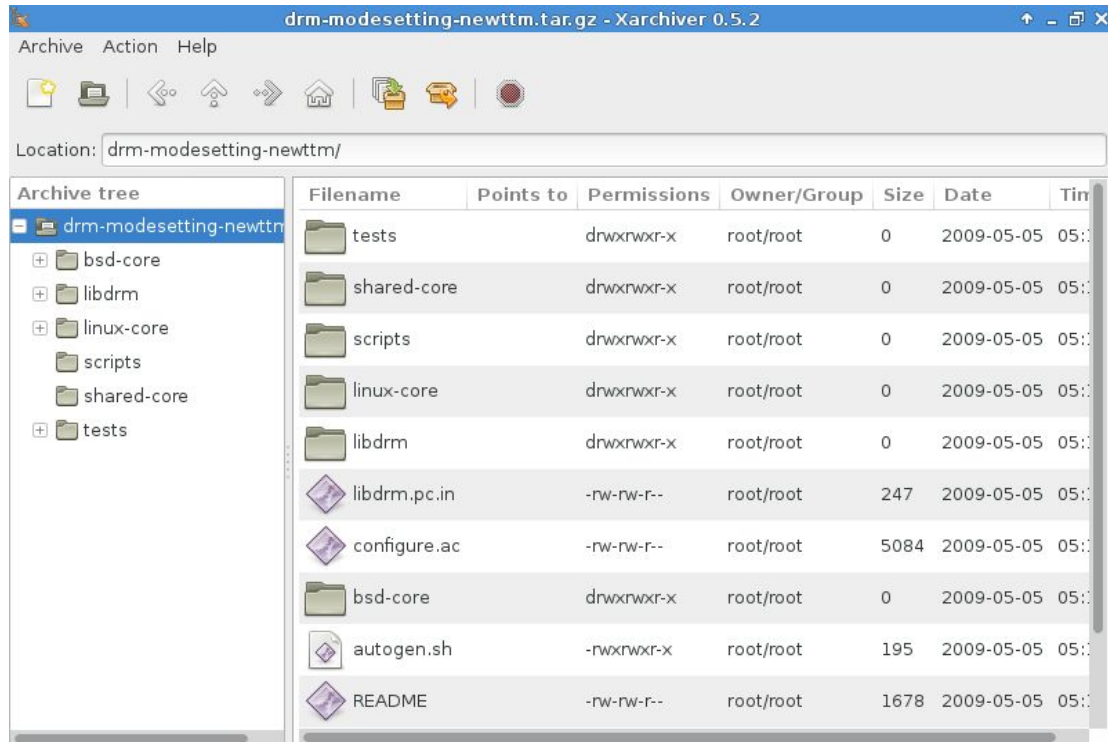 drm-modesetting-newttm.tar.gz - Xarchiver 0.5.2
Archive Action Help
Location: drm-modesetting-newttm/
Archive tree
drm-modesetting-newttm
bsd-core
libdrm
linux-core
scripts
shared-core
tests
Filename Points to Permissions Owner/Group Size Date
tests drwxrwxr-x root/root 0 2009-05-05
shared-core drwxrwxr-x root/root 0 2009-05-05
scripts drwxrwxr-x root/root 0 2009-05-05
linux-core drwxrwxr-x root/root 0 2009-05-05
libdrm drwxrwxr-x root/root 0 2009-05-05
libdrm.pc.in -rw-rw-r-- root/root 247 2009-05-05
configure.ac -rw-rw-r-- root/root 5084 2009-05-05
bsd-core drwxrwxr-x root/root 0 2009-05-05
autogen.sh -rwxrwxr-x root/root 195 2009-05-05
README -rw-rw-r-- root/root 1678 2009-05-05